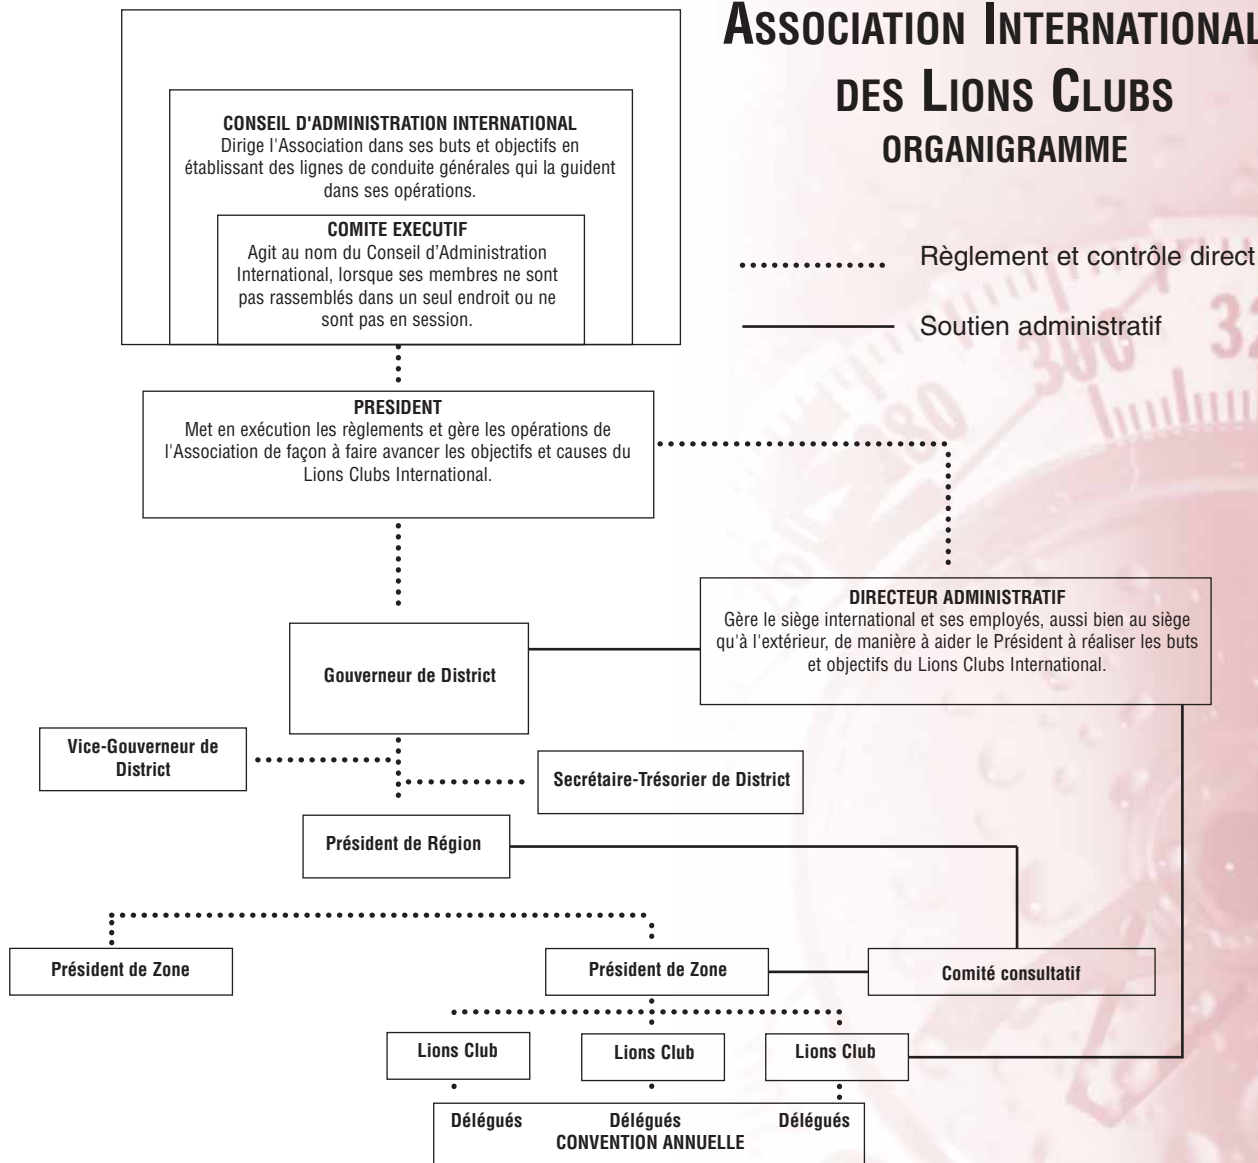 ASSOCIATION INTERNATIONAL
DES LIONS CLUBS
ORGANIGRAMME
CONSEIL D'ADMINISTRATION INTERNATIONAL
Dirige l'Association dans ses buts et objectifs en
établissant des lignes de conduite générales qui la guident
dans ses opérations.
COMITE EXECUTIF
Agit au nom du Conseil d’Administration
International, lorsque ses membres ne sont
pas rassemblés dans un seul endroit ou ne
sont pas en session.
Règlement et contrôle direct
Soutien administratif
PRESIDENT
Met en exécution les règlements et gère les opérations de
l'Association de façon à faire avancer les objectifs et causes du
Lions Clubs International.
DIRECTEUR ADMINISTRATIF
Gère le siège international et ses employés, aussi bien au siège
qu'à l'extérieur, de manière à aider le Président à réaliser les buts
et objectifs du Lions Clubs International.
Gouverneur de District
Vice-Gouverneur de
District
Secrétaire-Trésorier de District
Président de Région
Président de Zone
Président de Zone
Comité consultatif
Lions Club
Lions Club
Lions Club
Délégués
Délégués
Délégués
CONVENTION ANNUELLE
300
280